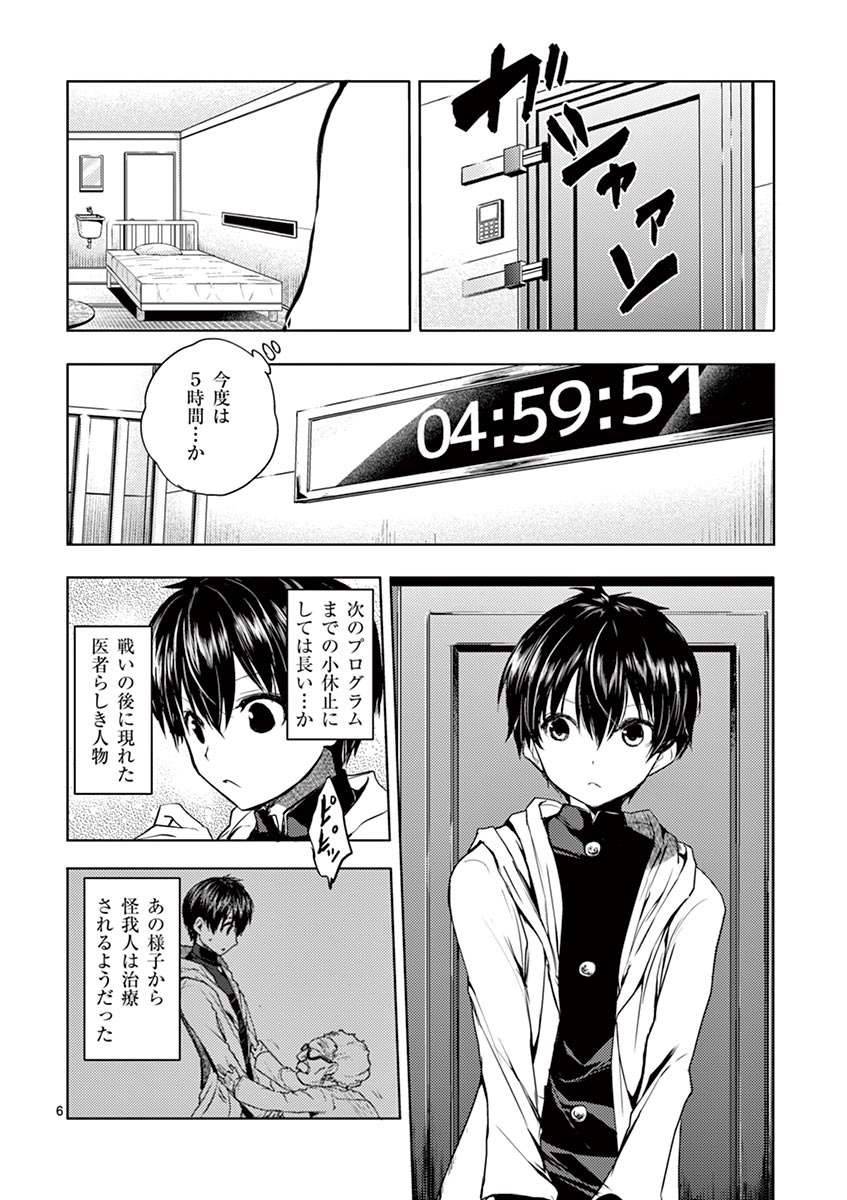 ガシャァァン
今度は
5時間…か
04:59:51
次のプログラム
までの小休止に
しては長い…か
戦いの後に現れた
医者らしき人物
ピピッ
あの様子から
怪我人は治療
されるようだった
6